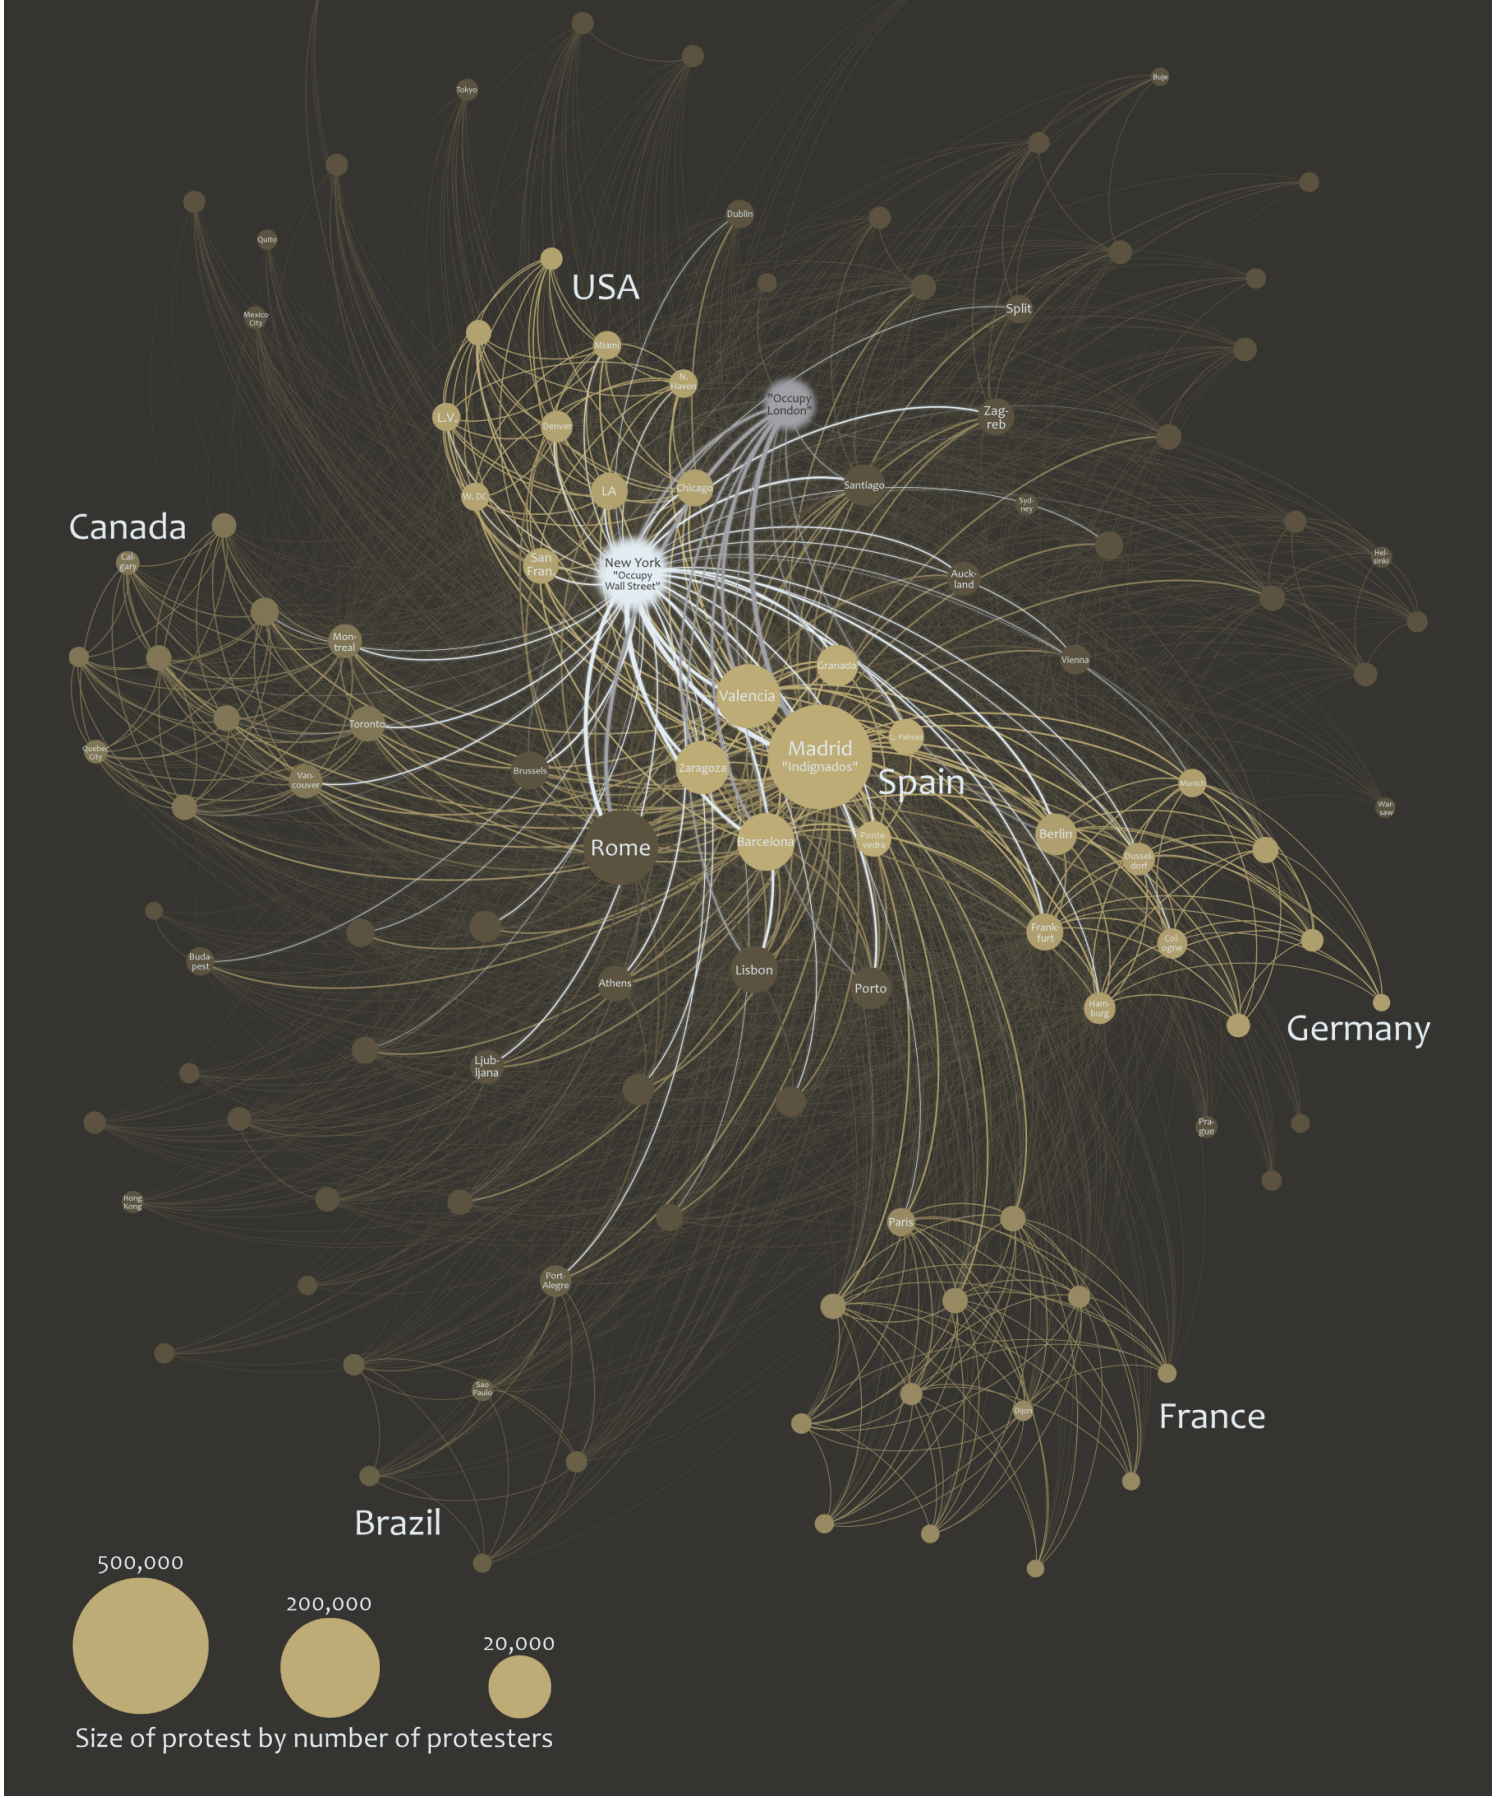 Buje
Tokyo
Dublin
Quito
USA
Split
Mexico
City
Miami
N.
Haven
"Occupy
London"
L.V.
Denver
Zag-
reb
Santiago
LA
Chicago
W. DC
Syd-
ney
Canada
Cal-
gary
San
Fran.
New York
"Occupy
Wall Street"
Auck-
land
Hel-
sinki
Mon-
treal
Granada
Vienna
Valencia
Toronto
Madrid
"Indignados"
L. Palmas
Spain
Quebec
City
Brussels
Zaragoza
Van-
couver
Munich
War-
saw
Rome
Barcelona
Ponte
vedra
Berlin
Dussel
dorf
Frank-
furt
Col-
ogne
Buda-
pest
Athens
Lisbon
Porto
Ham-
burg
Germany
Ljub-
ljana
Pra-
gue
Hong
Kong
Paris
Port-
Alegre
Sao
Paulo
Dijon
France
Brazil
500,000
200,000
20,000
Size of protest by number of protesters